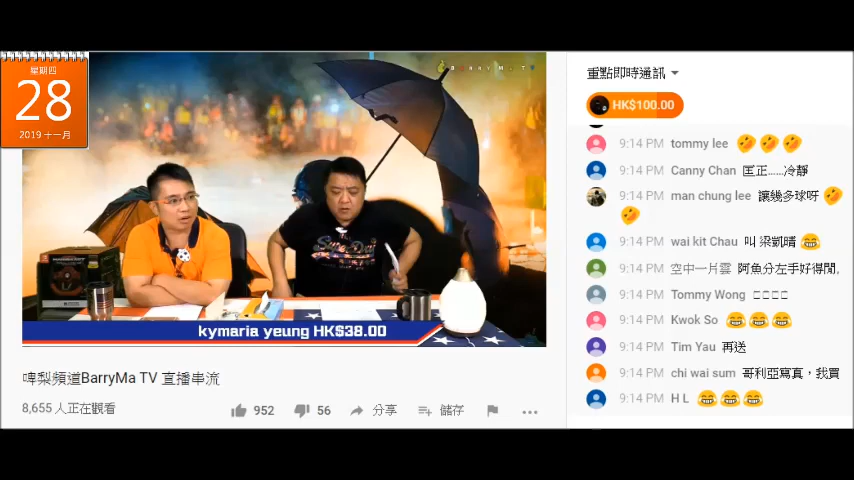 星期四
28
2019 十一月
BarryMaTV
kymaria yeung HK$38.00
啤梨頻道BarryMa TV 直播串流
8,655 人正在觀看
952
56
分享
儲存
重點即時通訊
HK$100.00
9:14 PM tommy lee
9:14 PM Canny Chan 匡正......冷靜
9:14 PM man chung lee 讓幾多球呀
9:14 PM wai kit Chau 叫 梁凱晴
9:14 PM 空中一片雲 阿魚分左手好得閒,
9:14 PM Tommy Wong
9:14 PM Kwok So
9:14 PM Tim Yau 再送
9:14 PM chi wai sum 哥利亞寫真，我買
9:14 PM H L